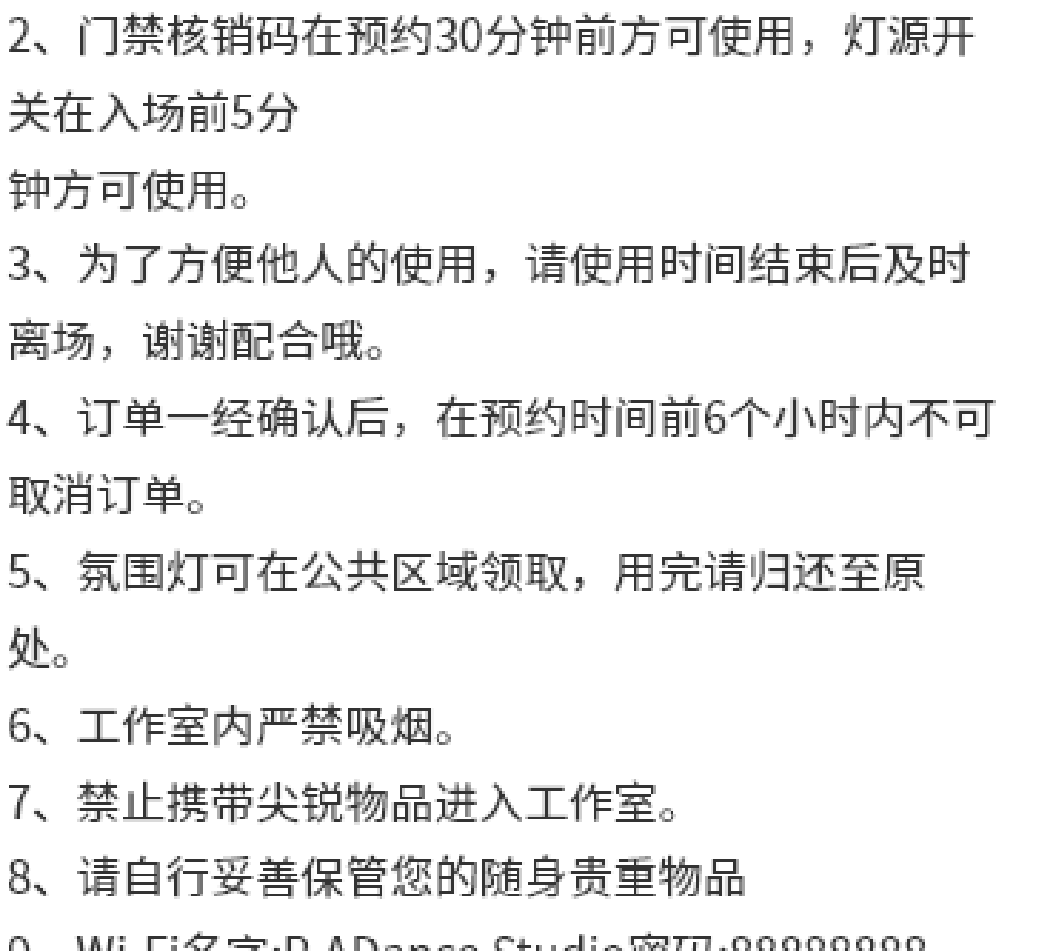 2、门禁核销码在预约30分钟前方可使用，灯源开
关在入场前5分
钟方可使用。
3、为了方便他人的使用，请使用时间结束后及时
离场，谢谢配合哦。
4、订单一经确认后，在预约时间前6个小时内不可
取消订单。
5、氛围灯可在公共区域领取，用完请归还至原
处。
6、工作室内严禁吸烟。
7、禁止携带尖锐物品进入工作室。
8、请自行妥善保管您的随身贵重物品